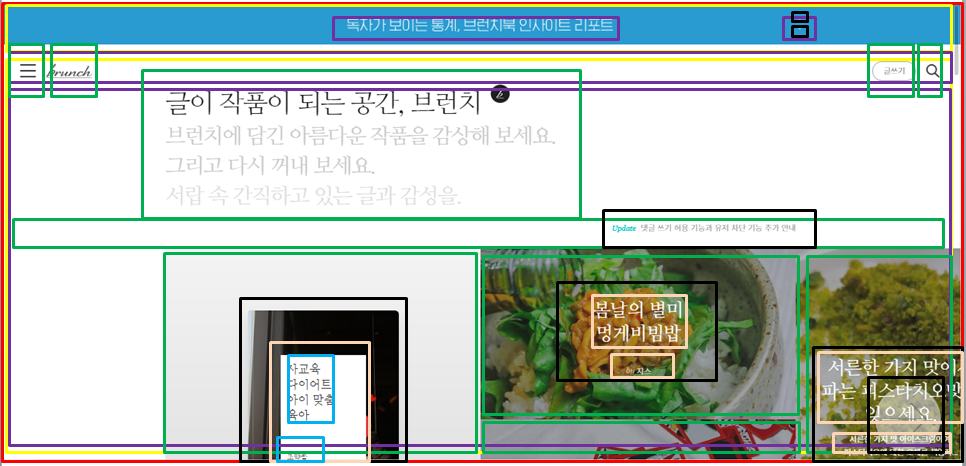 독자가 보이는 통계, 브런치북 인사이트 리포트
brunch
글쓰기
글이 작품이 되는 공간, 브런치
브런치에 담긴 아름다운 작품을 감상해 보세요.
그리고 다시 꺼내 보세요.
서랍 속 간직하고 있는 글과 감성을.
Update 댓글 쓰기 허용 기능과 유저 차단 기능 추가 안내
사교육
다이어트
아이 맞춤
육아
봄날의 별미
멍게비빔밥
by 지스
서른한 가지 맛이
파는 피스타치오맛
잊으세요.
서른한 가지 맛 아이스크림이